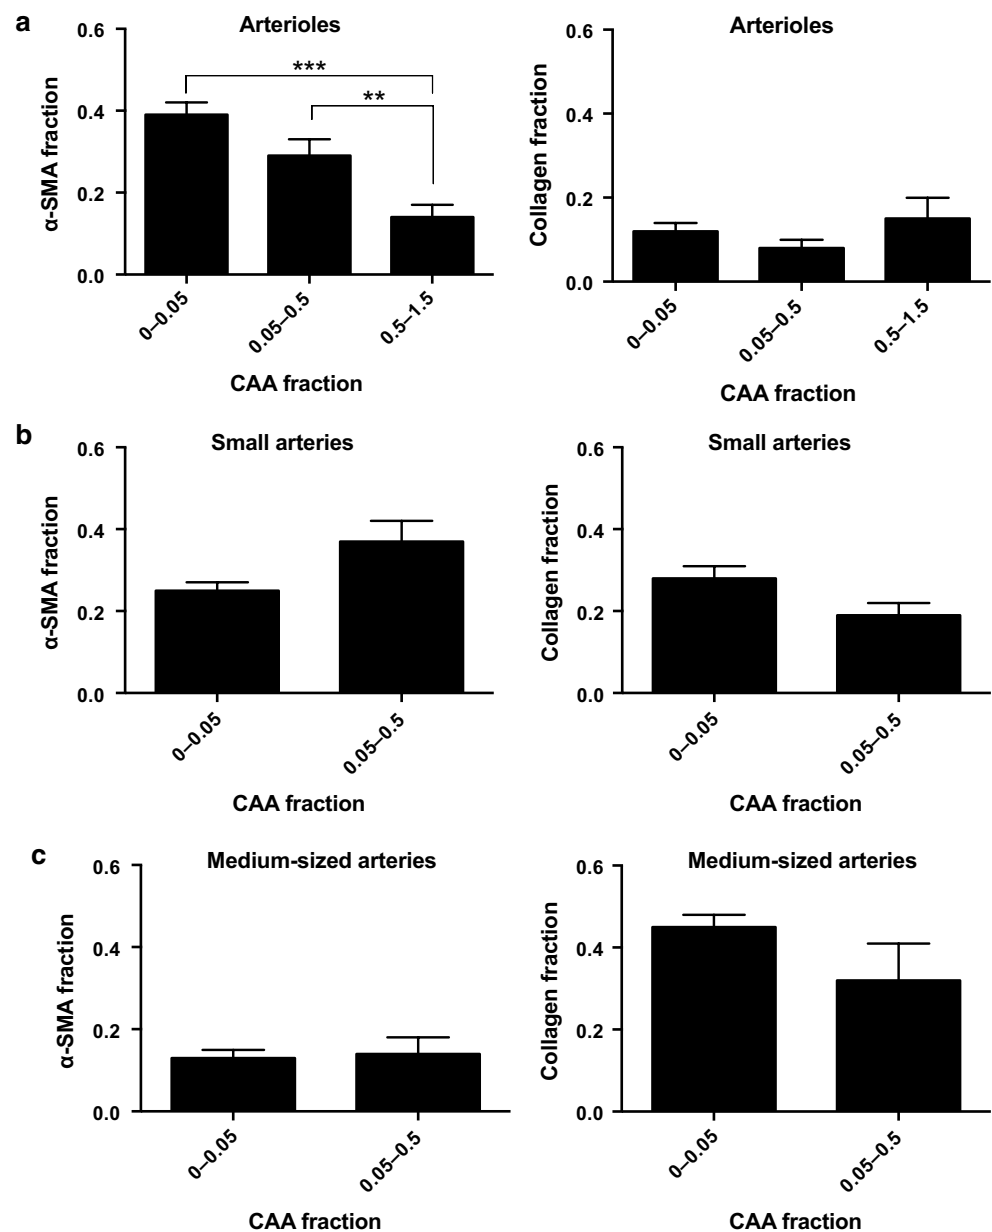 a
Arterioles
α-SMA fraction
0.6
0.4
0.2
0.0
***
**
0–0.05
0.05–0.5
0.5–1.5
CAA fraction
Arterioles
Collagen fraction
0.6
0.4
0.2
0.0
0–0.05
0.05–0.5
0.5–1.5
CAA fraction
b
Small arteries
α-SMA fraction
0.6
0.4
0.2
0.0
0–0.05
0.05–0.5
CAA fraction
Small arteries
Collagen fraction
0.6
0.4
0.2
0.0
0–0.05
0.05–0.5
CAA fraction
c
Medium-sized arteries
α-SMA fraction
0.6
0.4
0.2
0.0
0–0.05
0.05–0.5
CAA fraction
Medium-sized arteries
Collagen fraction
0.6
0.4
0.2
0.0
0–0.05
0.05–0.5
CAA fraction